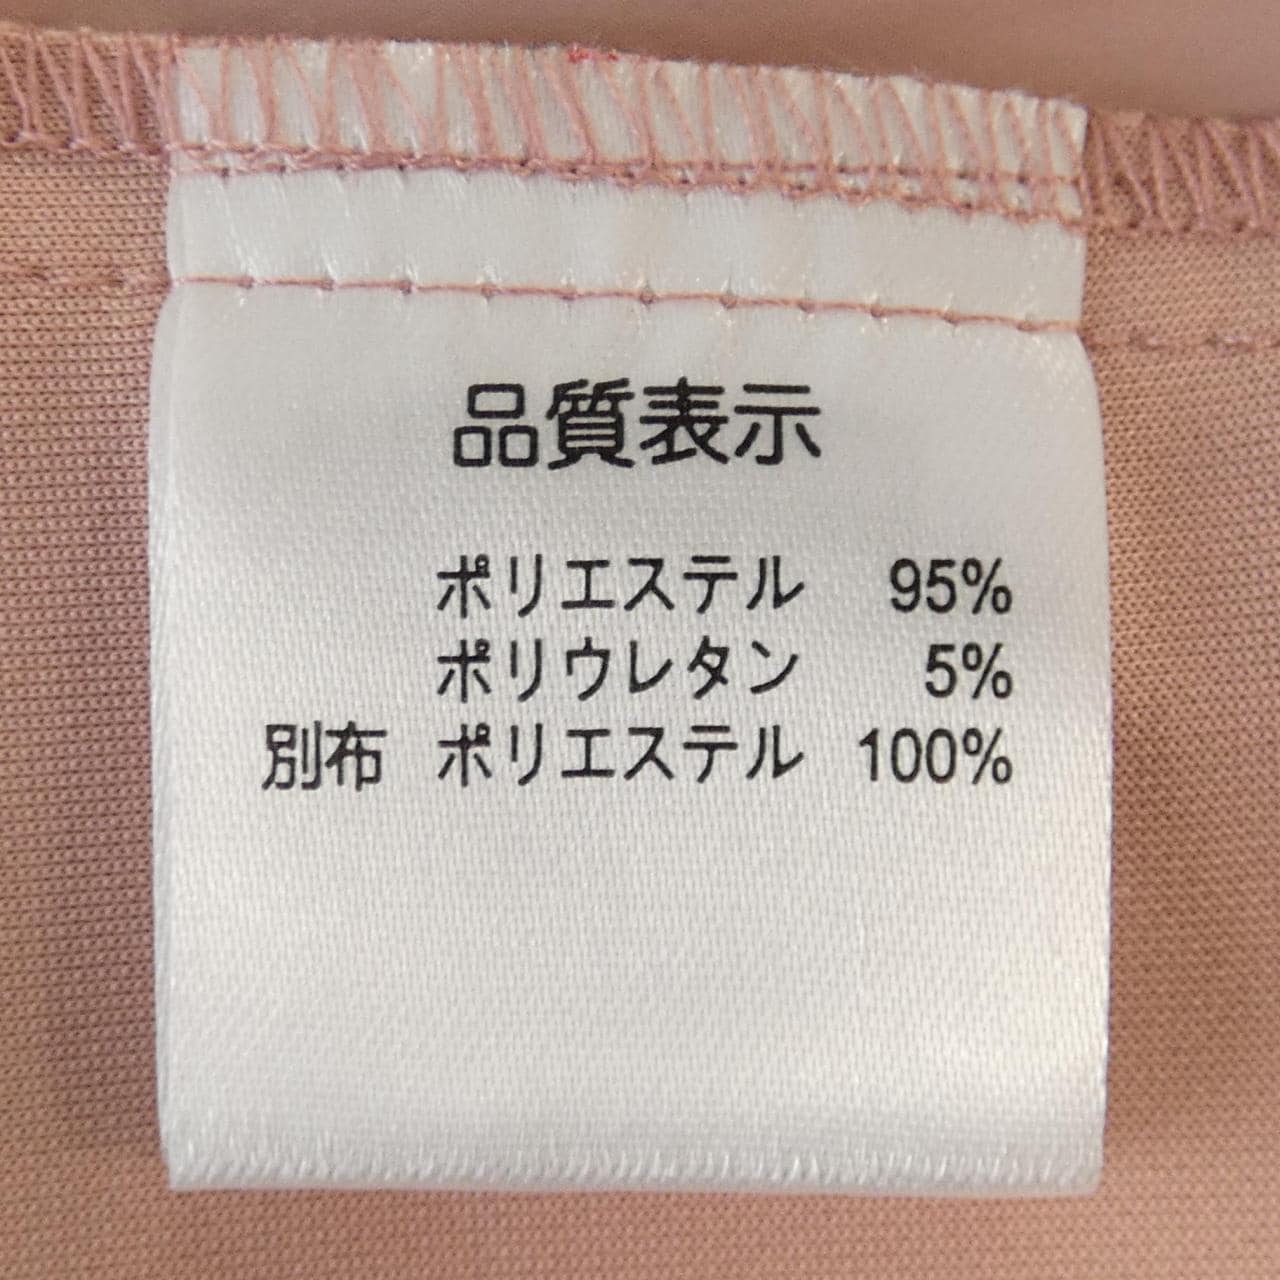 品質表示
ポリエステル 95%
ポリウレタン 5%
別布 ポリエステル 100%